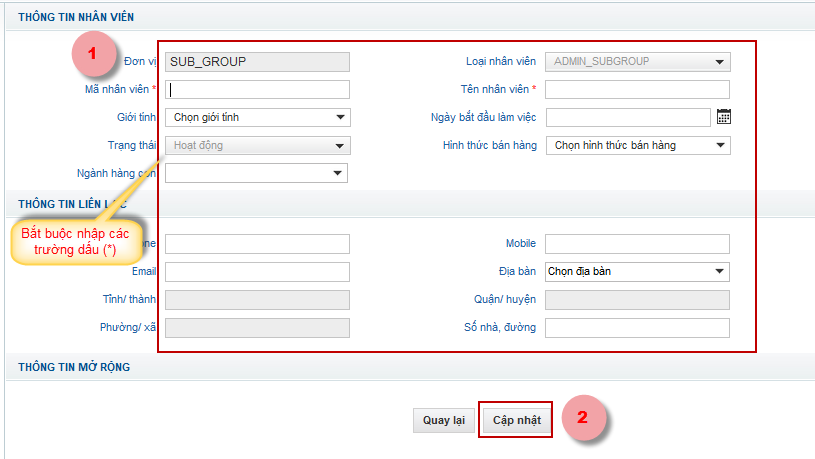 THÔNG TIN NHÂN VIÊN
1
Đơn vị SUB_GROUP Loại nhân viên ADMIN_SUBGROUP
Mã nhân viên * Tên nhân viên *
Giới tính Chọn giới tính Ngày bắt đầu làm việc
Trạng thái Hoạt động Hình thức bán hàng Chọn hình thức bán hàng
Ngành hàng con
THÔNG TIN LIÊN LẠC
Bắt buộc nhập các
trường dấu (*)
Mobile
Email Địa bàn Chọn địa bàn
Tỉnh/ thành Quận/ huyện
Phường/ xã Số nhà, đường
THÔNG TIN MỞ RỘNG
Quay lại Cập nhật 2